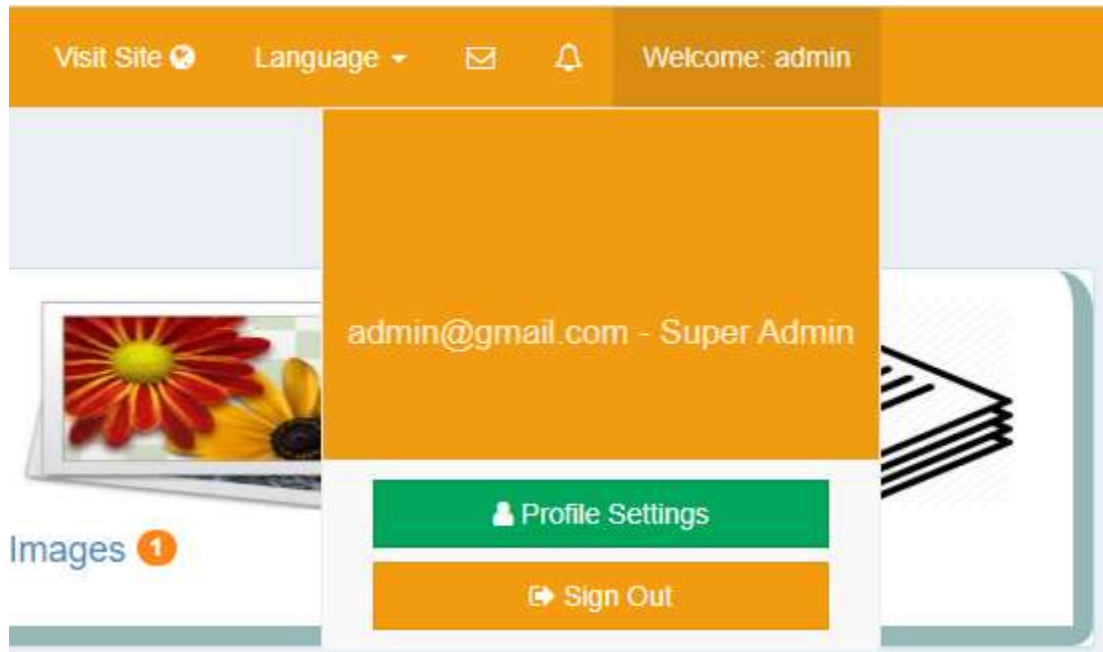 Visit Site Language Welcome: admin
admin@gmail.com - Super Admin
Profile Settings
Images 1
Sign Out